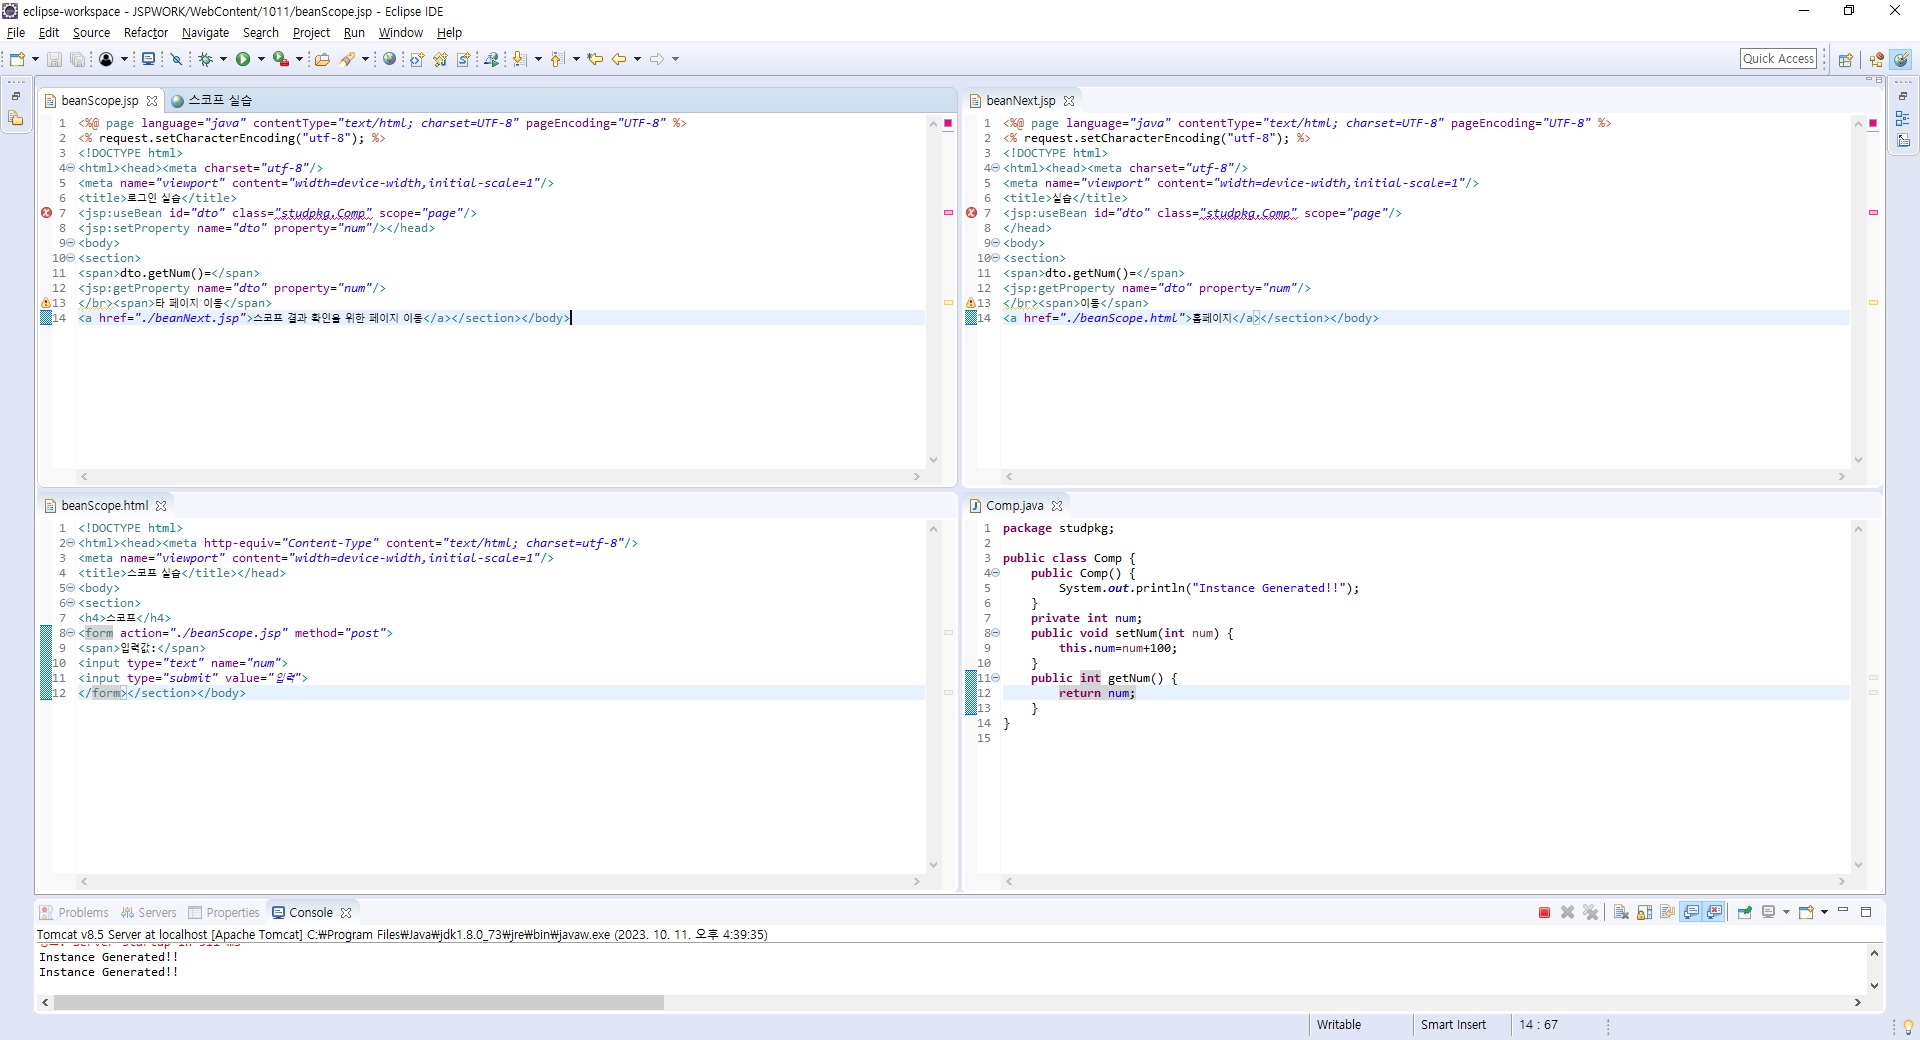 eclipse-workspace - JSPWORK/WebContent/1011/beanScope.jsp - Eclipse IDE
File Edit Source Refactor Navigate Search Project Run Window Help
Quick Access
beanScope.jsp
스코프 실습
1 <%@ page language="java" contentType="text/html; charset=UTF-8" pageEncoding="UTF-8" %>
2 <% request.setCharacterEncoding("utf-8"); %>
3 <!DOCTYPE html>
4 <html><head><meta charset="utf-8"/>
5 <meta name="viewport" content="width=device-width,initial-scale=1"/>
6 <title>로그인 실습</title>
7 <jsp:useBean id="dto" class="studpkg.Comp" scope="page"/>
8 <jsp:setProperty name="dto" property="num"/></head>
9 <body>
10 <section>
11 <span>dto.getNum()=</span>
12 <jsp:getProperty name="dto" property="num"/>
13 </br><span>타 페이지 이동</span>
14 <a href="./beanNext.jsp">스코프 결과 확인을 위한 페이지 이동</a></section></body>
beanNext.jsp
1 <%@ page language="java" contentType="text/html; charset=UTF-8" pageEncoding="UTF-8" %>
2 <% request.setCharacterEncoding("utf-8"); %>
3 <!DOCTYPE html>
4 <html><head><meta charset="utf-8"/>
5 <meta name="viewport" content="width=device-width,initial-scale=1"/>
6 <title>실습</title>
7 <jsp:useBean id="dto" class="studpkg.Comp" scope="page"/>
8 </head>
9 <body>
10 <section>
11 <span>dto.getNum()=</span>
12 <jsp:getProperty name="dto" property="num"/>
13 </br><span>이동</span>
14 <a href="./beanScope.html">홈페이지</a></section></body>
beanScope.html
1 <!DOCTYPE html>
2 <html><head><meta http-equiv="Content-Type" content="text/html; charset=utf-8"/>
3 <meta name="viewport" content="width=device-width,initial-scale=1"/>
4 <title>스코프 실습</title></head>
5 <body>
6 <section>
7 <h4>스코프</h4>
8 <form action="./beanScope.jsp" method="post">
9 <span>입력값:</span>
10 <input type="text" name="num">
11 <input type="submit" value="입력">
12 </form></section></body>
Comp.java
1 package studpkg;
2
3 public class Comp {
4 public Comp() {
5 System.out.println("Instance Generated!!");
6 }
7 private int num;
8 public void setNum(int num) {
9 this.num=num+100;
10 }
11 public int getNum() {
12 return num;
13 }
14 }
15
Problems Servers Properties Console
Tomcat v8.5 Server at localhost [Apache Tomcat] C:₩Program Files₩Java₩jdk1.8.0_73₩jre₩bin₩javaw.exe (2023. 10. 11. 오후 4:39:35)
Server startup in 511 ms
Instance Generated!!
Instance Generated!!
Writable Smart Insert 14 : 67